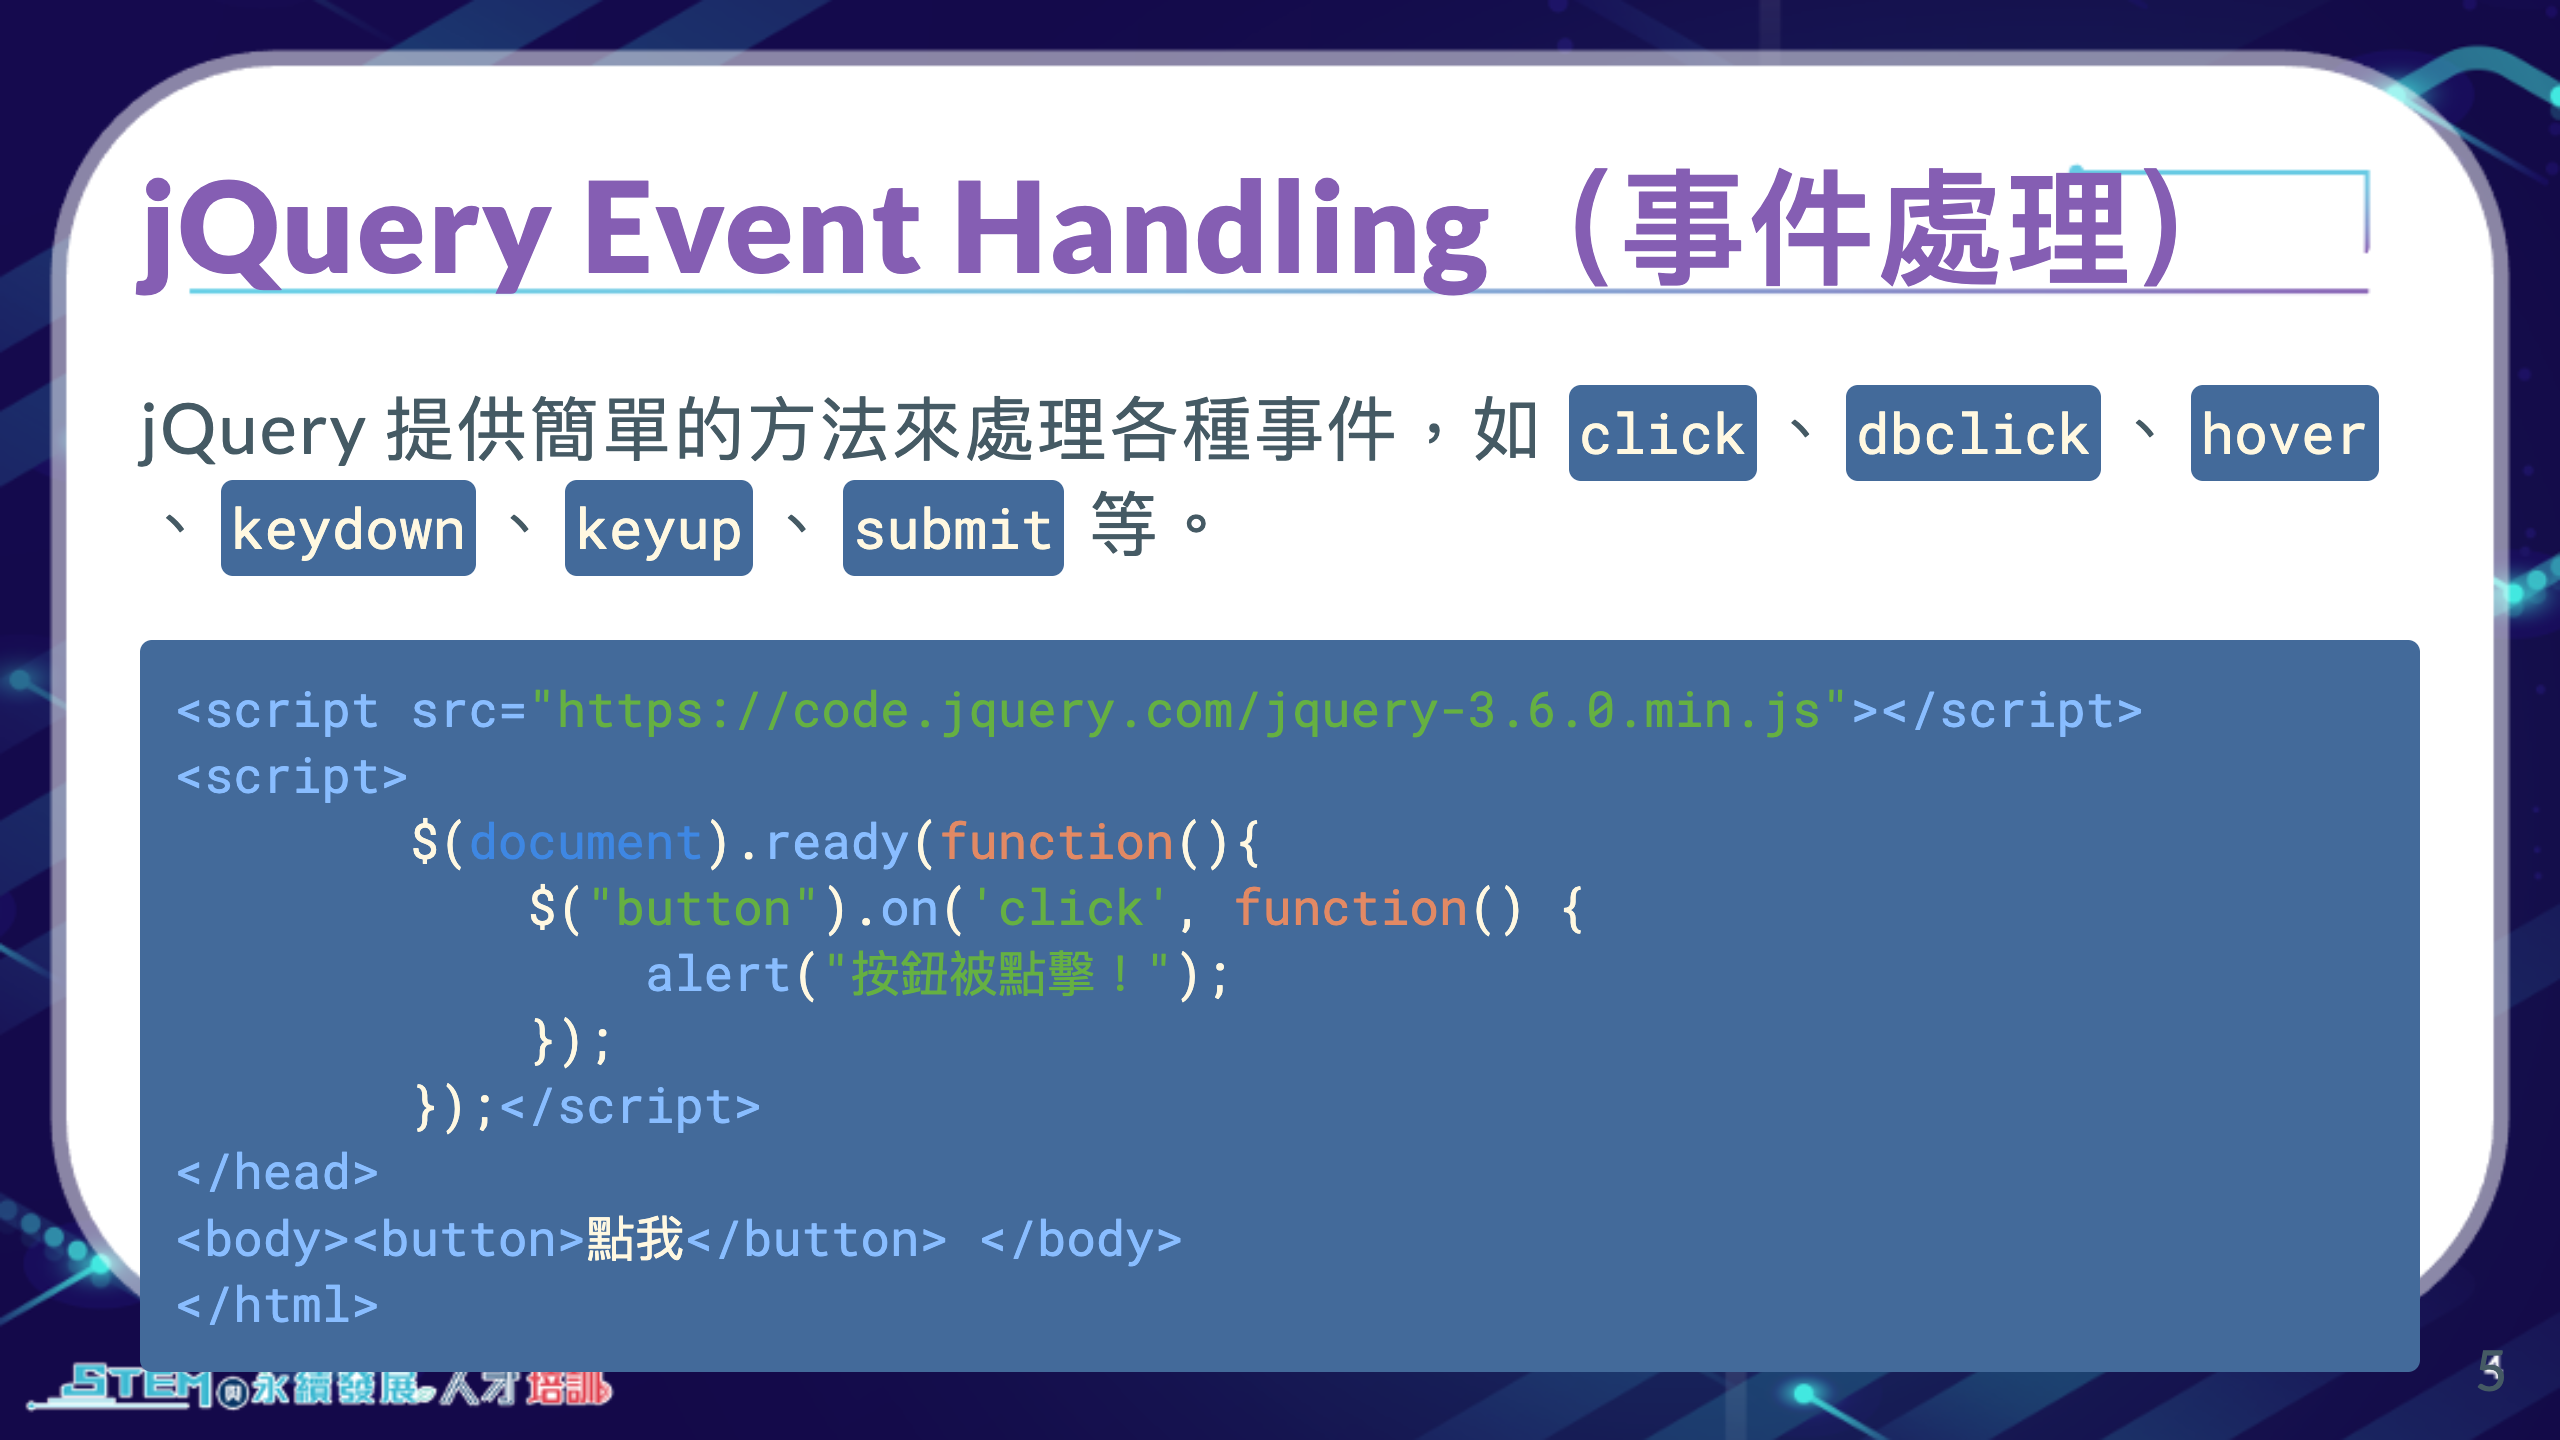 jQuery Event Handling（事件處理）
jQuery 提供簡單的方法來處理各種事件，如 click、dbclick、hover
、keydown、keyup、submit 等。
<script src="https://code.jquery.com/jquery-3.6.0.min.js"></script>
<script>
        $(document).ready(function(){
            $("button").on('click', function() {
                alert("按鈕被點擊！");
            });
        });</script>
</head>
<body><button>點我</button> </body>
</html>
STEM與永續發展人才培訓